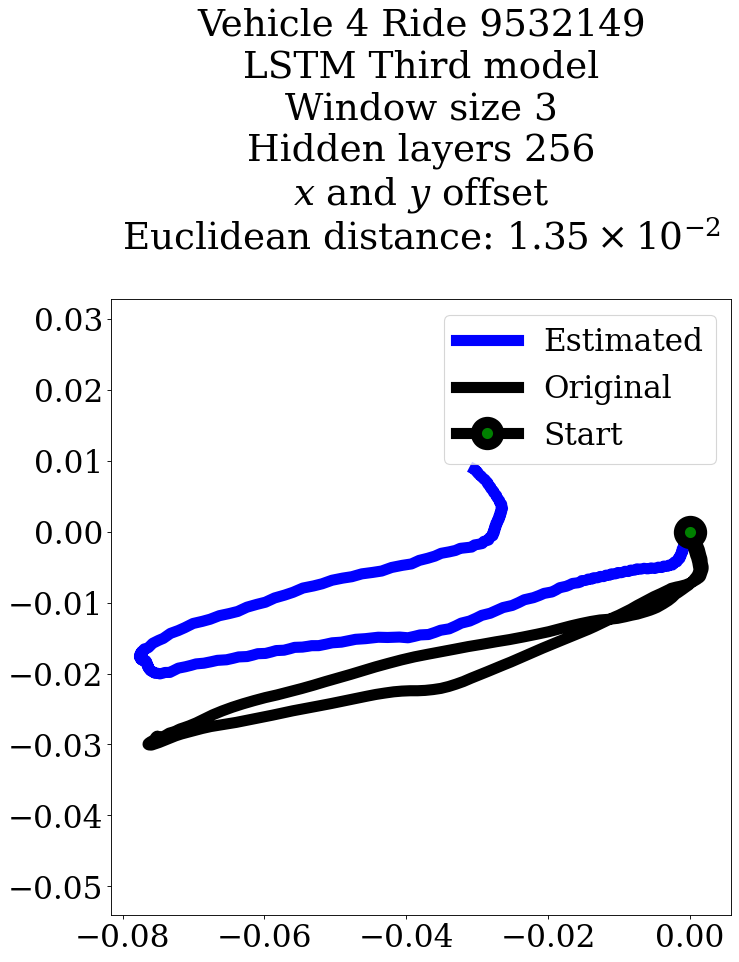 Vehicle 4 Ride 9532149
LSTM Third model
Window size 3
Hidden layers 256
x and y offset
Euclidean distance: 1.35 × 10⁻²
Estimated
Original
Start
0.03
0.02
0.01
0.00
−0.01
−0.02
−0.03
−0.04
−0.05
−0.08 −0.06 −0.04 −0.02 0.00